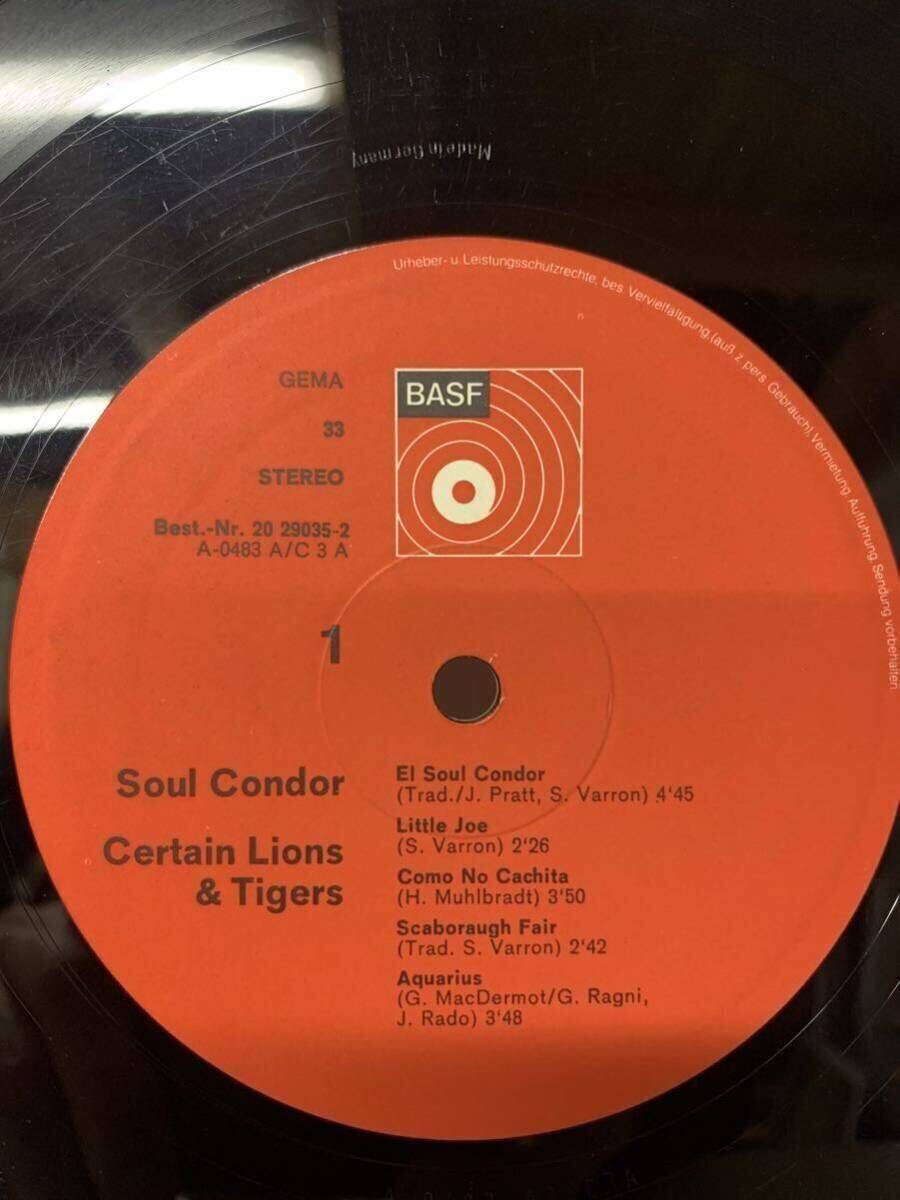 Made in Germany
Urheber- u. Leistungsschutzrechte, bes. Vervielfältigung (auß z. pers. Gebrauch), Vermietung. Aufführung. Sendung vorbehalten.
BASF
GEMA
33
STEREO
Best.-Nr. 20 29035-2
A-0483 A/C 3 A
1
Soul Condor
Certain Lions
& Tigers
El Soul Condor
(Trad./J. Pratt, S. Varron) 4'45
Little Joe
(S. Varron) 2'26
Como No Cachita
(H. Muhlbradt) 3'50
Scaboraugh Fair
(Trad. S. Varron) 2'42
Aquarius
(G. MacDermot/G. Ragni,
J. Rado) 3'48